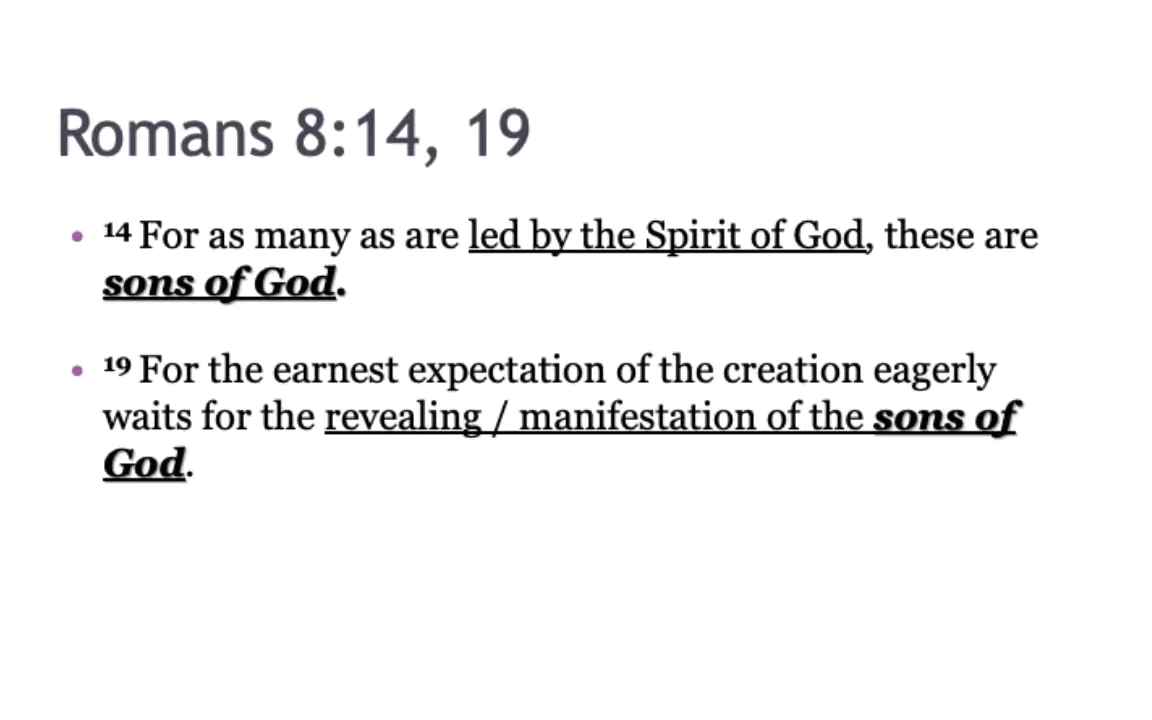 Romans 8:14, 19
• ¹⁴ For as many as are led by the Spirit of God, these are
sons of God.
• ¹⁹ For the earnest expectation of the creation eagerly
waits for the revealing / manifestation of the sons of
God.